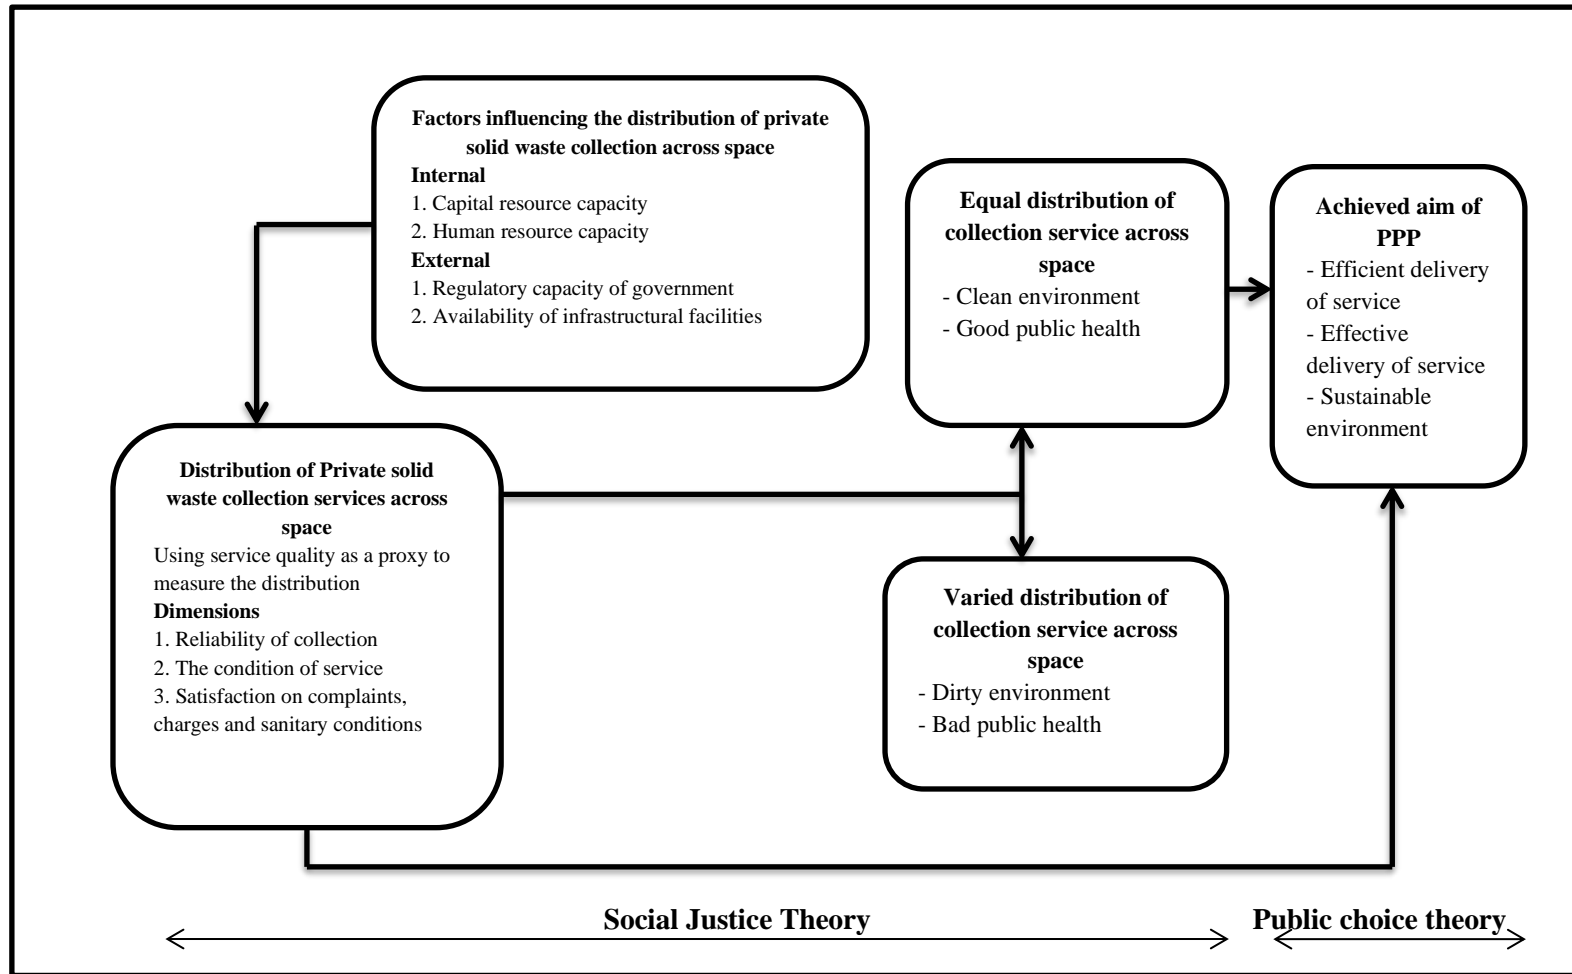 Factors influencing the distribution of private
solid waste collection across space
Internal
1. Capital resource capacity
2. Human resource capacity
External
1. Regulatory capacity of government
2. Availability of infrastructural facilities
Equal distribution of
collection service across
space
- Clean environment
- Good public health
Achieved aim of
PPP
- Efficient delivery
of service
- Effective
delivery of service
- Sustainable
environment
Distribution of Private solid
waste collection services across
space
Using service quality as a proxy to
measure the distribution
Dimensions
1. Reliability of collection
2. The condition of service
3. Satisfaction on complaints,
charges and sanitary conditions
Varied distribution of
collection service across
space
- Dirty environment
- Bad public health
Social Justice Theory
Public choice theory